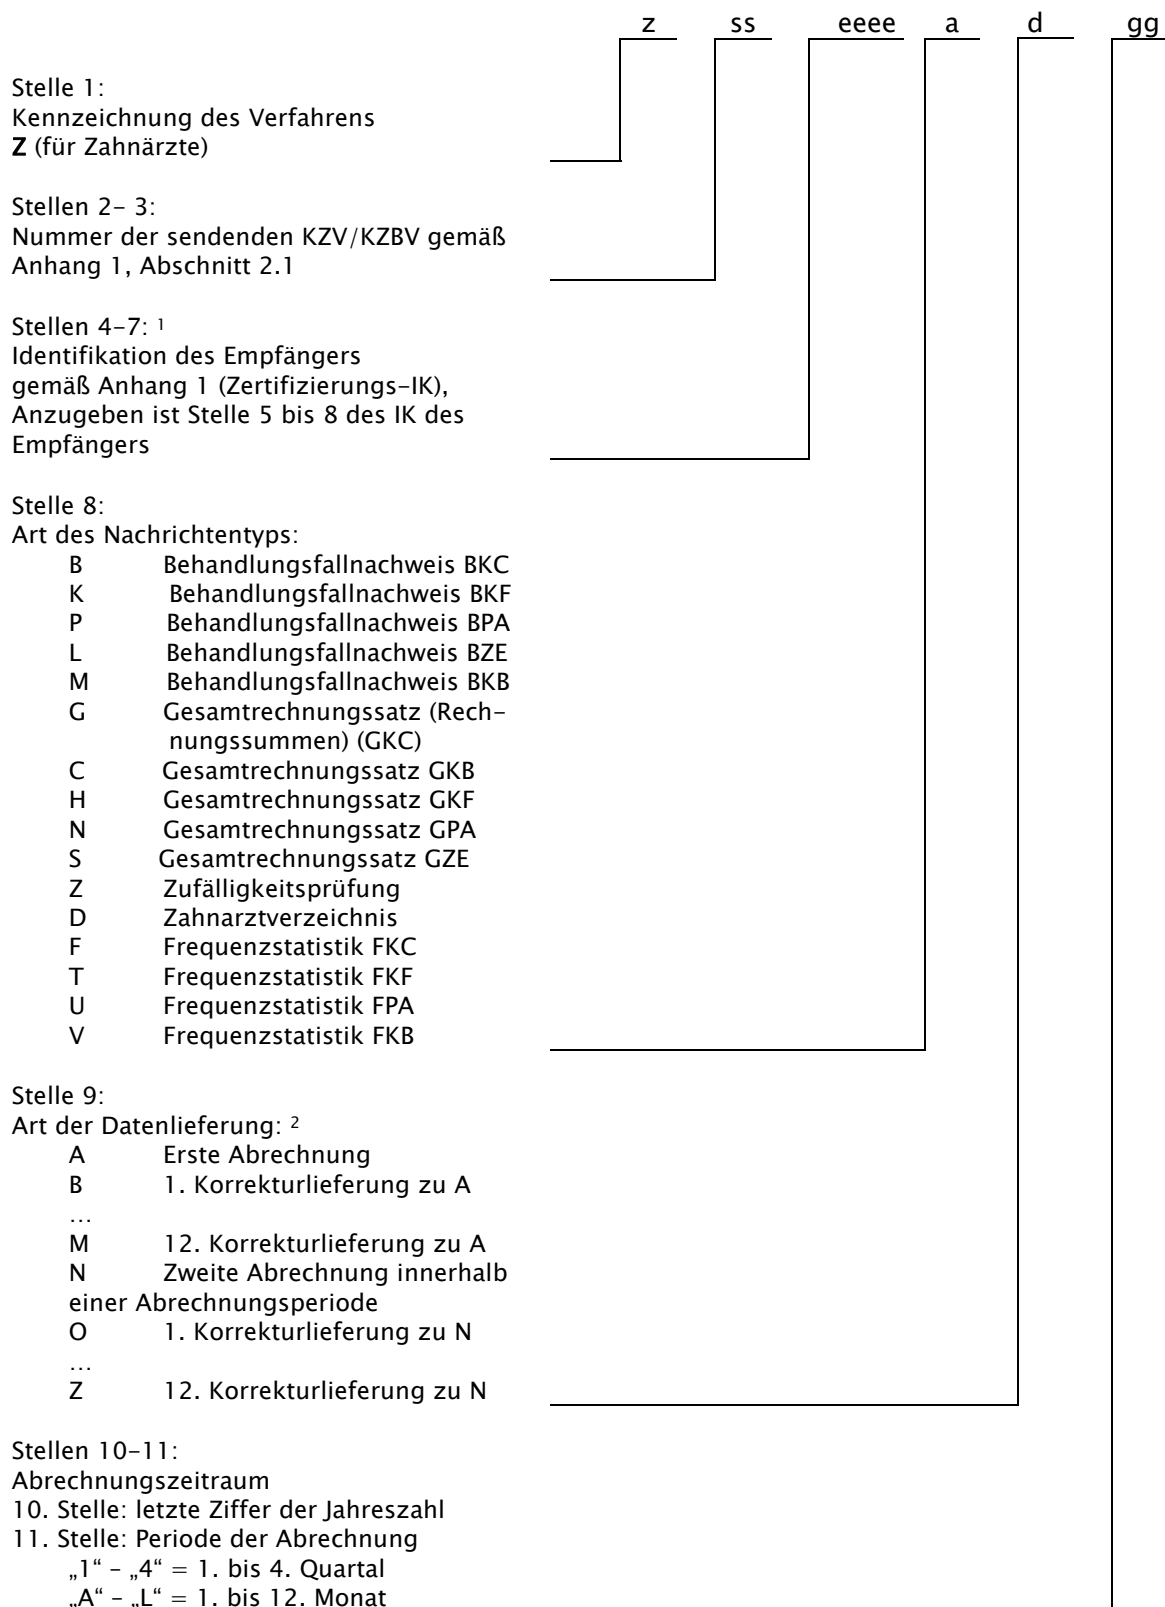 z ss eeee a d gg
Stelle 1:
Kennzeichnung des Verfahrens
Z (für Zahnärzte)
Stellen 2- 3:
Nummer der sendenden KZV/KZBV gemäß
Anhang 1, Abschnitt 2.1
Stellen 4-7: 1
Identifikation des Empfängers
gemäß Anhang 1 (Zertifizierungs-IK),
Anzugeben ist Stelle 5 bis 8 des IK des
Empfängers
Stelle 8:
Art des Nachrichtentyps:
B Behandlungsfallnachweis BKC
K Behandlungsfallnachweis BKF
P Behandlungsfallnachweis BPA
L Behandlungsfallnachweis BZE
M Behandlungsfallnachweis BKB
G Gesamtrechnungssatz (Rech-
nungssummen) (GKC)
C Gesamtrechnungssatz GKB
H Gesamtrechnungssatz GKF
N Gesamtrechnungssatz GPA
S Gesamtrechnungssatz GZE
Z Zufälligkeitsprüfung
D Zahnarztverzeichnis
F Frequenzstatistik FKC
T Frequenzstatistik FKF
U Frequenzstatistik FPA
V Frequenzstatistik FKB
Stelle 9:
Art der Datenlieferung: 2
A Erste Abrechnung
B 1. Korrekturlieferung zu A
…
M 12. Korrekturlieferung zu A
N Zweite Abrechnung innerhalb
einer Abrechnungsperiode
O 1. Korrekturlieferung zu N
…
Z 12. Korrekturlieferung zu N
Stellen 10-11:
Abrechnungszeitraum
10. Stelle: letzte Ziffer der Jahreszahl
11. Stelle: Periode der Abrechnung
„1“ – „4“ = 1. bis 4. Quartal
„A“ – „L“ = 1. bis 12. Monat